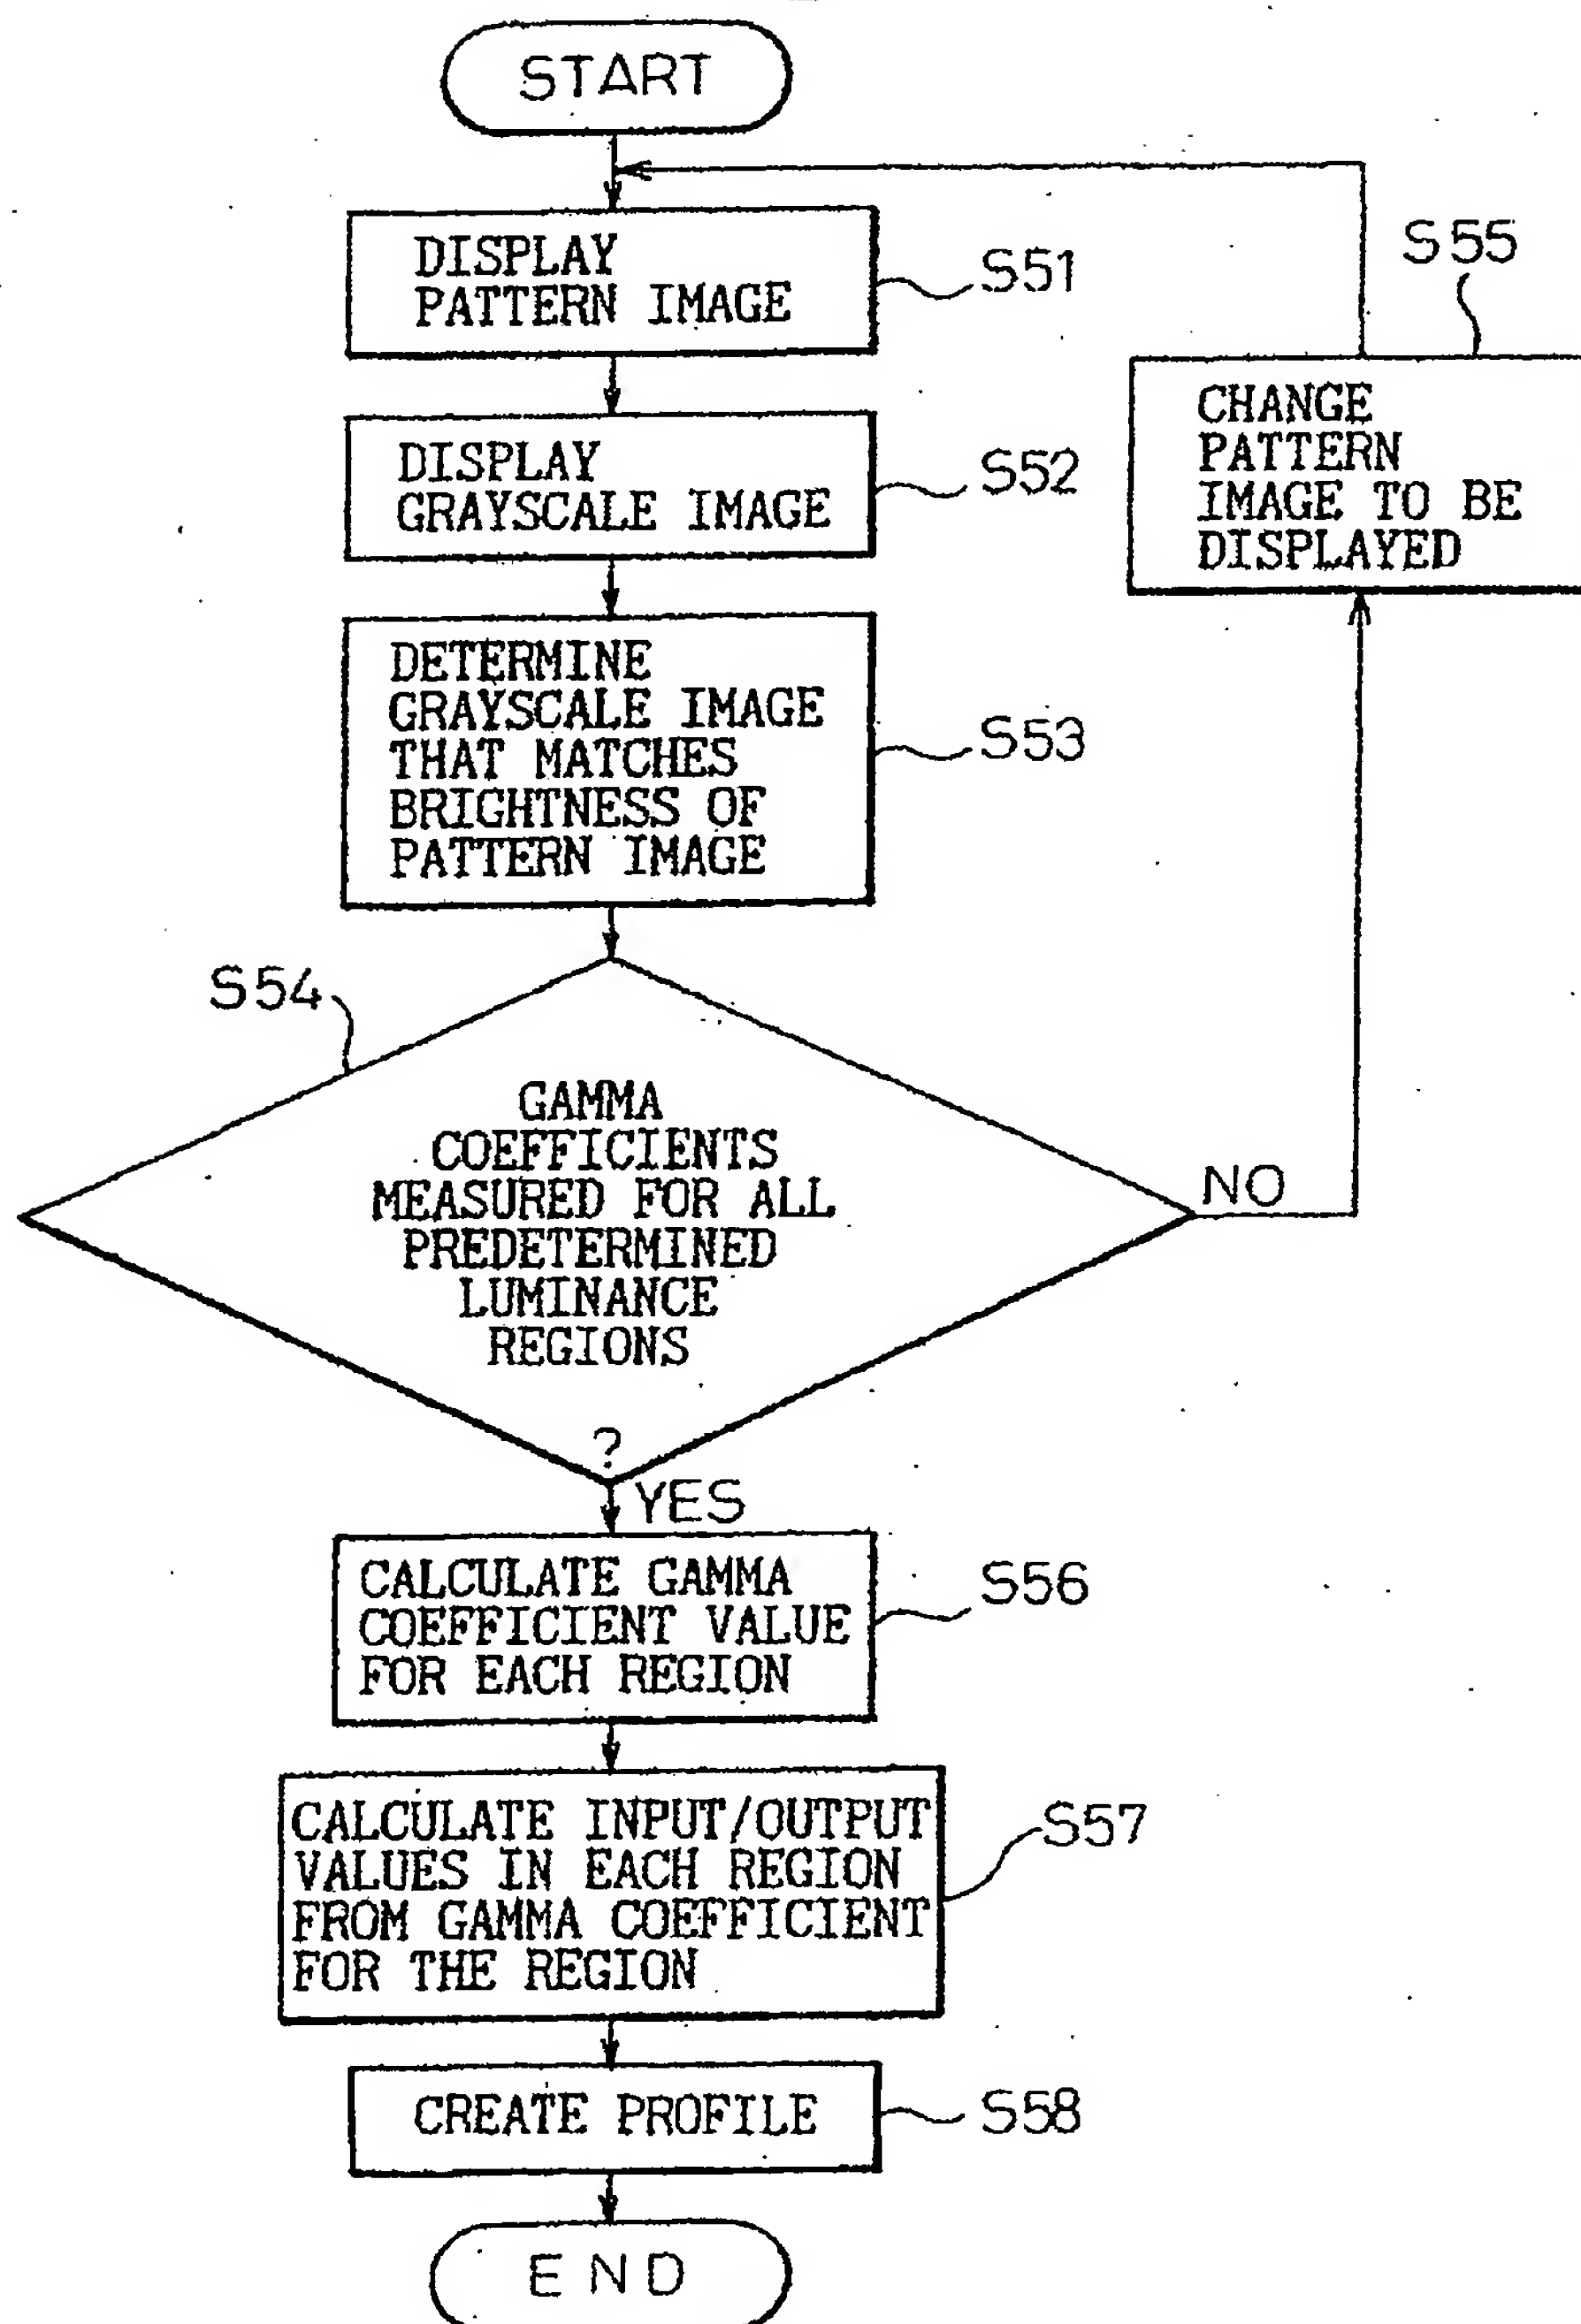 START
DISPLAY
PATTERN IMAGE
S51
S55
CHANGE
PATTERN
IMAGE TO BE
DISPLAYED
DISPLAY
GRAYSCALE IMAGE
S52
DETERMINE
GRAYSCALE IMAGE
THAT MATCHES
BRIGHTNESS OF
PATTERN IMAGE
S53
S54
GAMMA
COEFFICIENTS
MEASURED FOR ALL
PREDETERMINED
LUMINANCE
REGIONS
?
NO
YES
CALCULATE GAMMA
COEFFICIENT VALUE
FOR EACH REGION
S56
CALCULATE INPUT/OUTPUT
VALUES IN EACH REGION
FROM GAMMA COEFFICIENT
FOR THE REGION
S57
CREATE PROFILE
S58
END